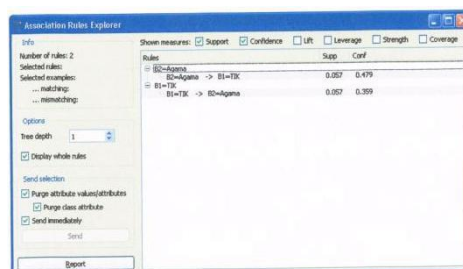 Association Rules Explorer
Info
Number of rules: 2
Selected rules:
Selected examples:
... matching:
... mismatching:
Options
Tree depth 1
Display whole rules
Send selection
Purge attribute values/attributes
Purge class attribute
Send immediately
Send
Report
Shown measures: Support Confidence Lift Leverage Strength Coverage
Rules Supp Conf
B2=Agama
B2=Agama -> B1=TIK 0.057 0.479
B1=TIK
B1=TIK -> B2=Agama 0.057 0.359